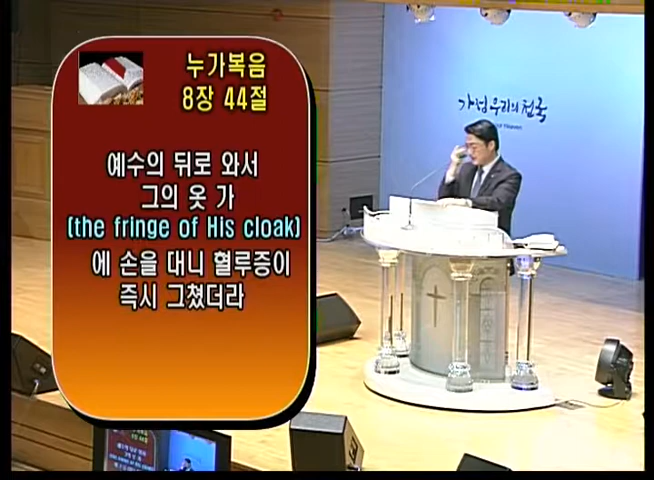 누가복음
8장 44절
예수의 뒤로 와서
그의 옷 가
(the fringe of His cloak)
에 손을 대니 혈루증이
즉시 그쳤더라
가정 우리의 천국
Heaven